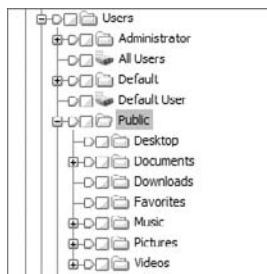 Users
Administrator
All Users
Default
Default User
Public
Desktop
Documents
Downloads
Favorites
Music
Pictures
Videos